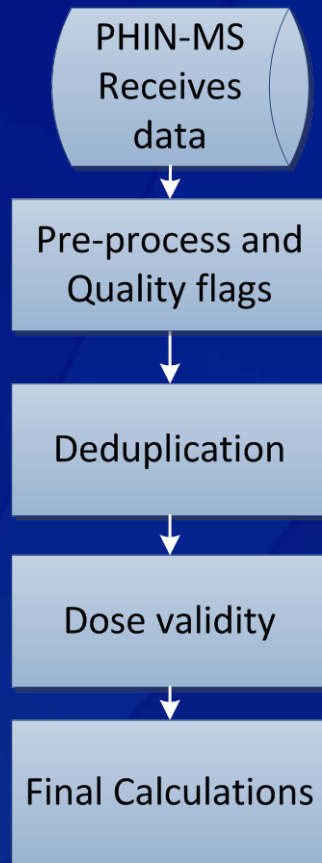 PHIN-MS
Receives
data
Pre-process and
Quality flags
Deduplication
Dose validity
Final Calculations